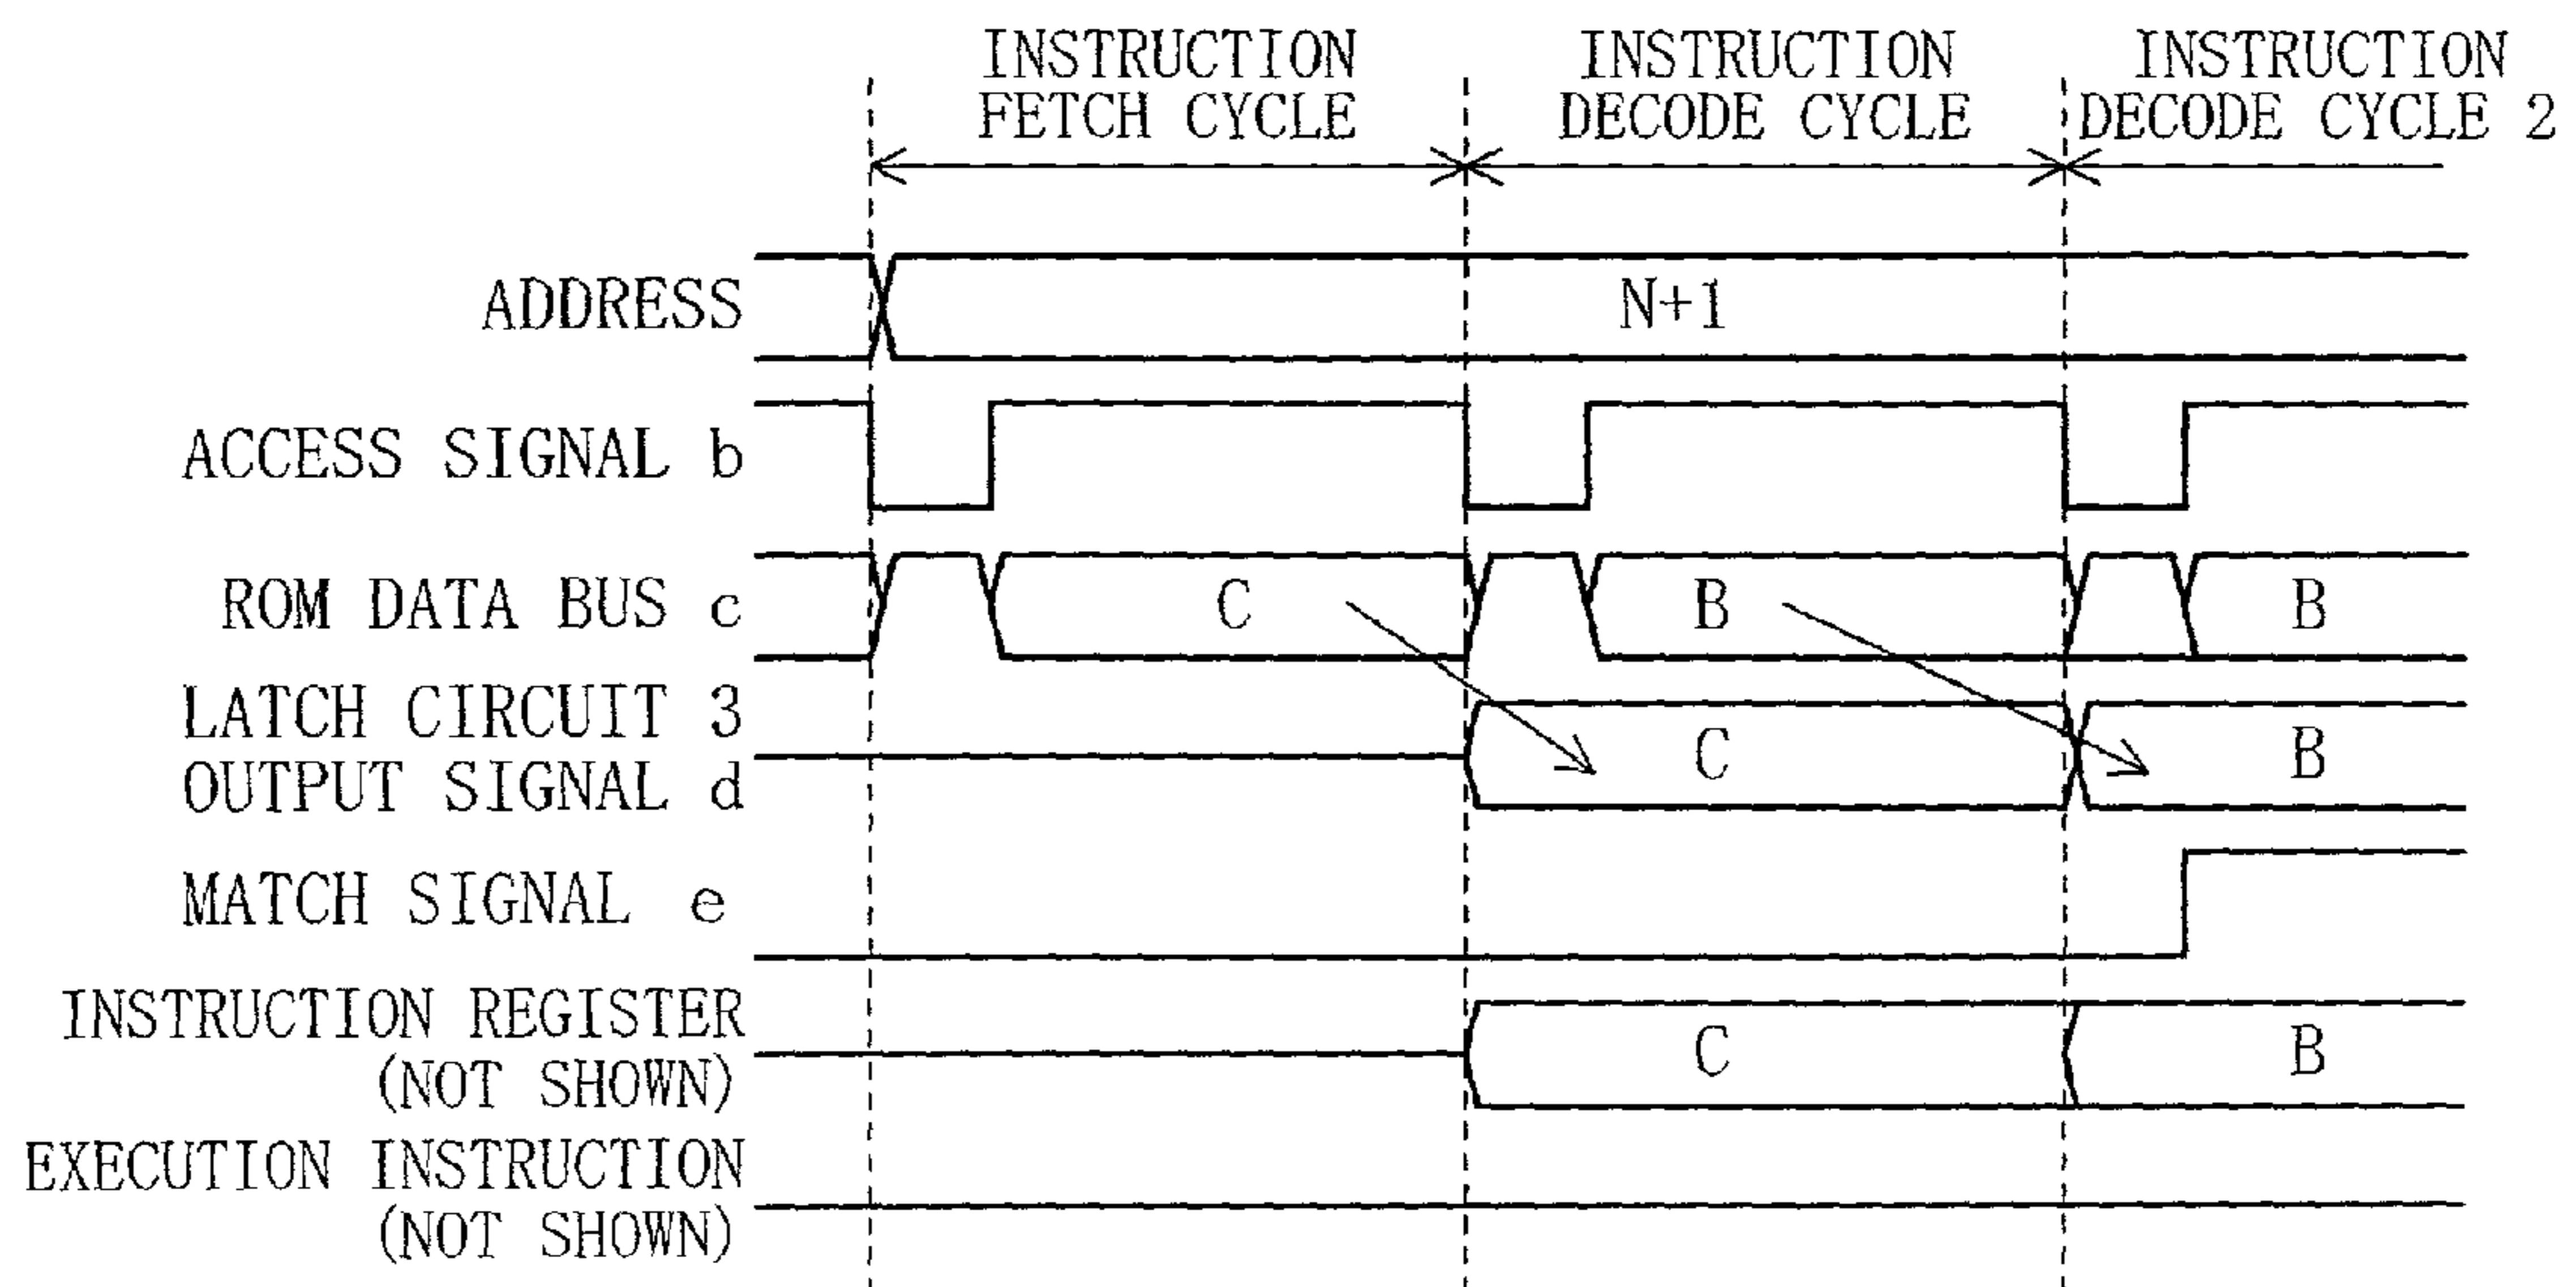 INSTRUCTION FETCH CYCLE
INSTRUCTION DECODE CYCLE
INSTRUCTION DECODE CYCLE 2
ADDRESS
N+1
ACCESS SIGNAL b
ROM DATA BUS c
C
B
B
LATCH CIRCUIT 3
OUTPUT SIGNAL d
C
B
MATCH SIGNAL e
INSTRUCTION REGISTER
(NOT SHOWN)
C
B
EXECUTION INSTRUCTION
(NOT SHOWN)